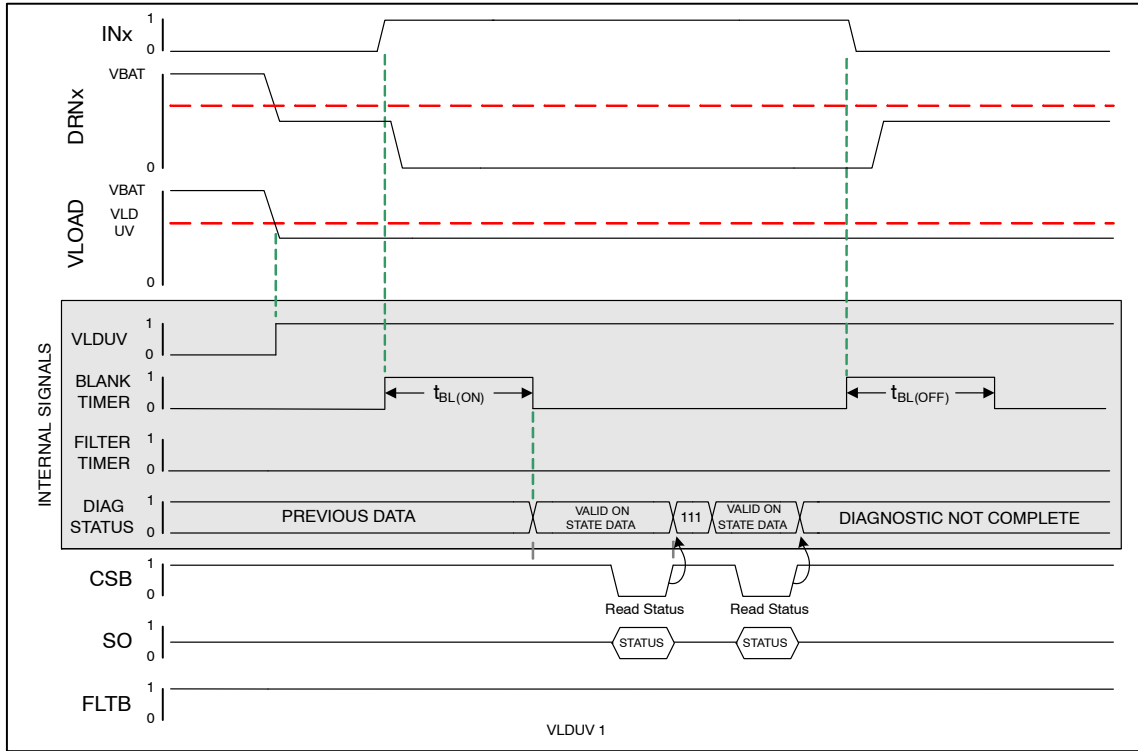 INx
1
0
DRNx
VBAT
0
VLOAD
VBAT
VLD
UV
0
INTERNAL SIGNALS
VLDUV
1
0
BLANK
TIMER
1
0
tBL(ON)
tBL(OFF)
FILTER
TIMER
1
0
DIAG
STATUS
1
0
PREVIOUS DATA
VALID ON
STATE DATA
111
VALID ON
STATE DATA
DIAGNOSTIC NOT COMPLETE
CSB
1
0
Read Status
Read Status
SO
1
0
STATUS
STATUS
FLTB
1
0
VLDUV 1